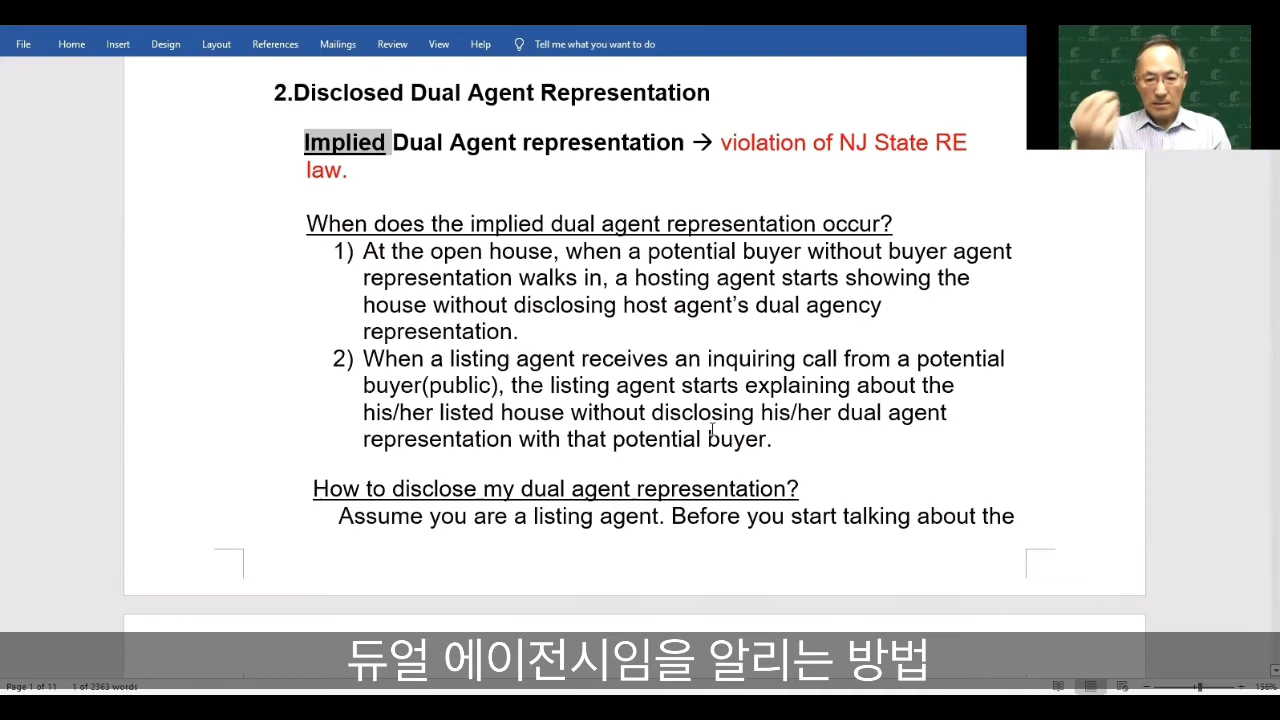 File Home Insert Design Layout References Mailings Review View Help Tell me what you want to do
2.Disclosed Dual Agent Representation
Implied Dual Agent representation → violation of NJ State RE
law.
When does the implied dual agent representation occur?
1) At the open house, when a potential buyer without buyer agent
representation walks in, a hosting agent starts showing the
house without disclosing host agent’s dual agency
representation.
2) When a listing agent receives an inquiring call from a potential
buyer(public), the listing agent starts explaining about the
his/her listed house without disclosing his/her dual agent
representation with that potential buyer.
How to disclose my dual agent representation?
Assume you are a listing agent. Before you start talking about the
듀얼 에이전시임을 알리는 방법
Page 1 of 11 1 of 2363 words 156%